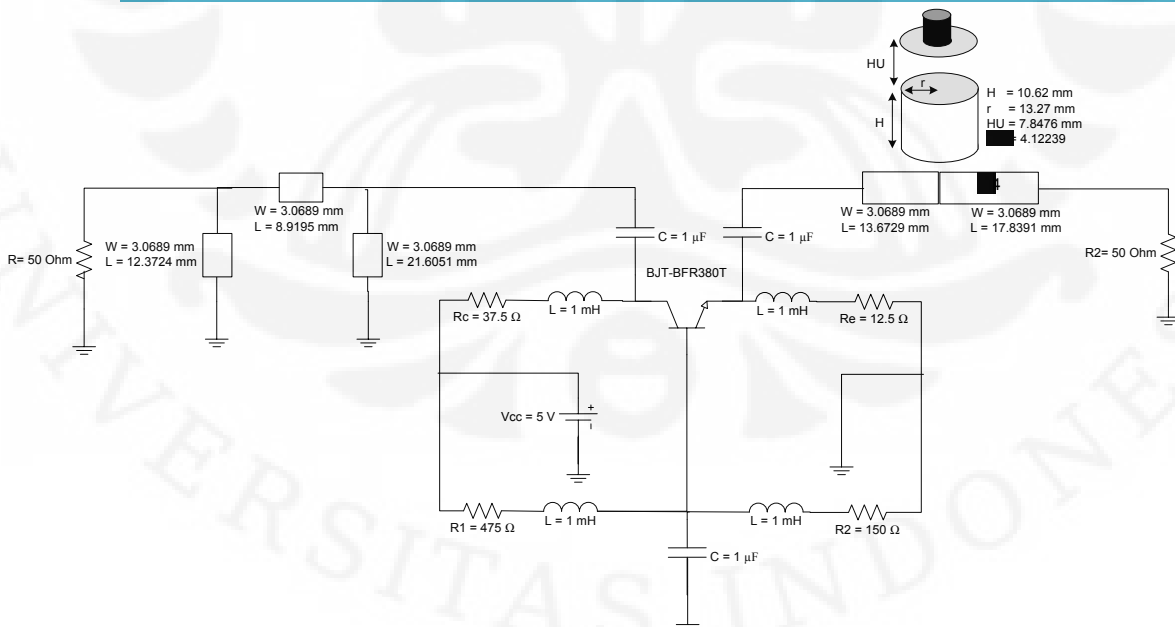 HU
r
H
H = 10.62 mm
r = 13.27 mm
HU = 7.8476 mm
= 4.12239
W = 3.0689 mm
L = 8.9195 mm
R= 50 Ohm
W = 3.0689 mm
L = 12.3724 mm
W = 3.0689 mm
L = 21.6051 mm
C = 1 µF
C = 1 µF
BJT-BFR380T
W = 3.0689 mm
L = 13.6729 mm
W = 3.0689 mm
L = 17.8391 mm
R2= 50 Ohm
Rc = 37.5 Ω
L = 1 mH
L = 1 mH
Re = 12.5 Ω
Vcc = 5 V
+
R1 = 475 Ω
L = 1 mH
L = 1 mH
R2 = 150 Ω
C = 1 µF
UNIVERSITAS INDONE